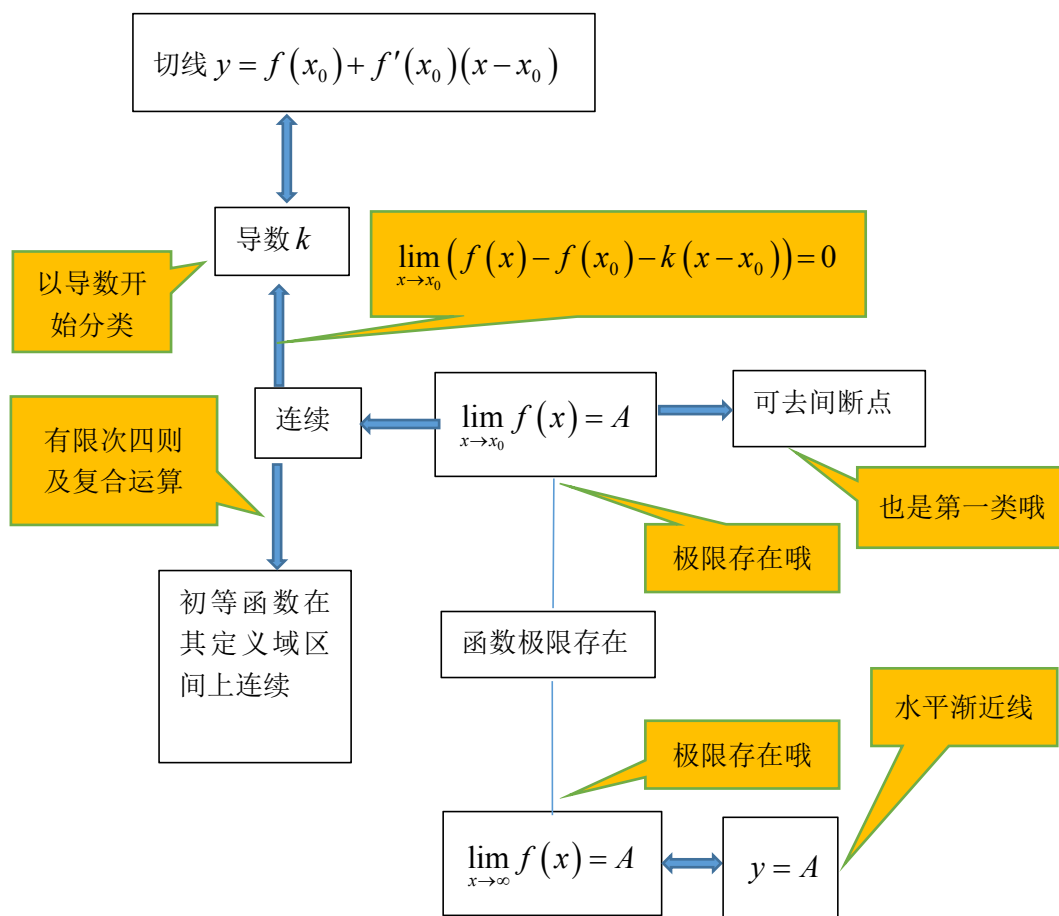 切线 y = f(x₀) + f′(x₀)(x − x₀)
导数 k
lim_{x→x₀}(f(x) − f(x₀) − k(x − x₀)) = 0
以导数开
始分类
连续
lim_{x→x₀} f(x) = A
可去间断点
有限次四则
及复合运算
也是第一类哦
极限存在哦
初等函数在
其定义域区
间上连续
函数极限存在
水平渐近线
极限存在哦
lim_{x→∞} f(x) = A
y = A